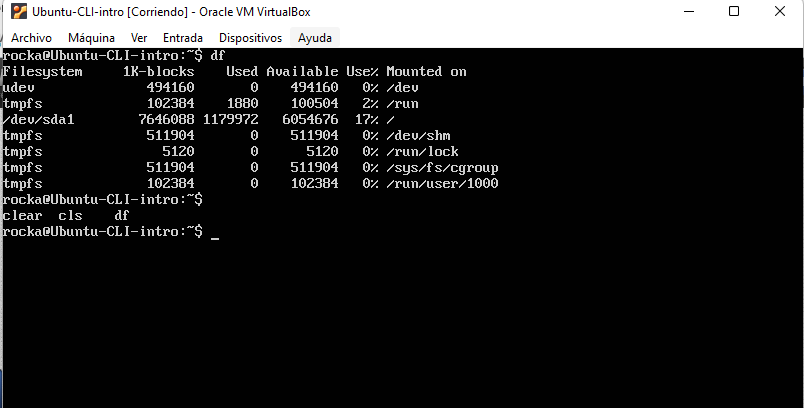 Ubuntu-CLI-intro [Corriendo] - Oracle VM VirtualBox
Archivo Máquina Ver Entrada Dispositivos Ayuda
rocka@Ubuntu-CLI-intro:~$ df
Filesystem     1K-blocks    Used Available Use% Mounted on
udev              494160       0    494160   0% /dev
tmpfs             102384    1880    100504   2% /run
/dev/sda1        7646088 1179972   6054676  17% /
tmpfs             511904       0    511904   0% /dev/shm
tmpfs               5120       0      5120   0% /run/lock
tmpfs             511904       0    511904   0% /sys/fs/cgroup
tmpfs             102384       0    102384   0% /run/user/1000
rocka@Ubuntu-CLI-intro:~$
clear  cls    df
rocka@Ubuntu-CLI-intro:~$ _